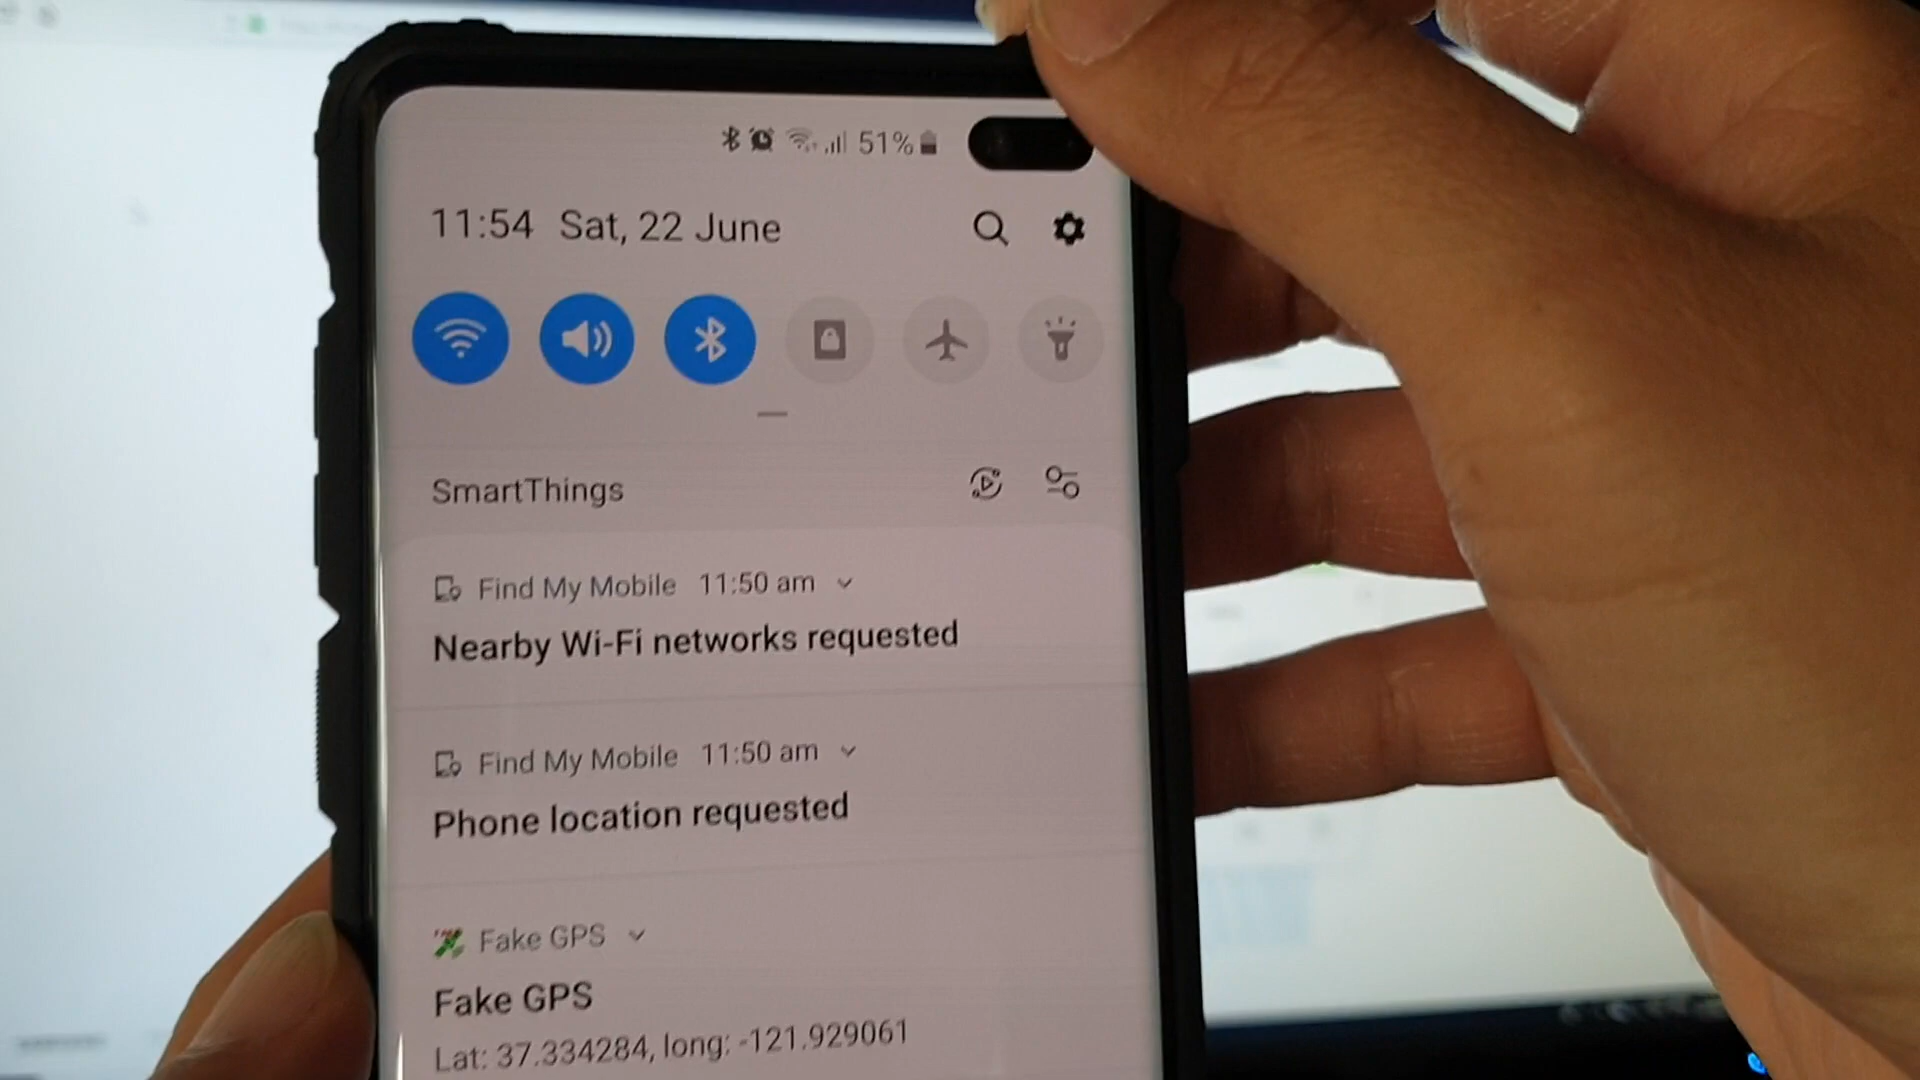 51%
11:54 Sat, 22 June
SmartThings
Find My Mobile 11:50 am
Nearby Wi-Fi networks requested
Find My Mobile 11:50 am
Phone location requested
Fake GPS
Fake GPS
Lat: 37.334284, long: -121.929061